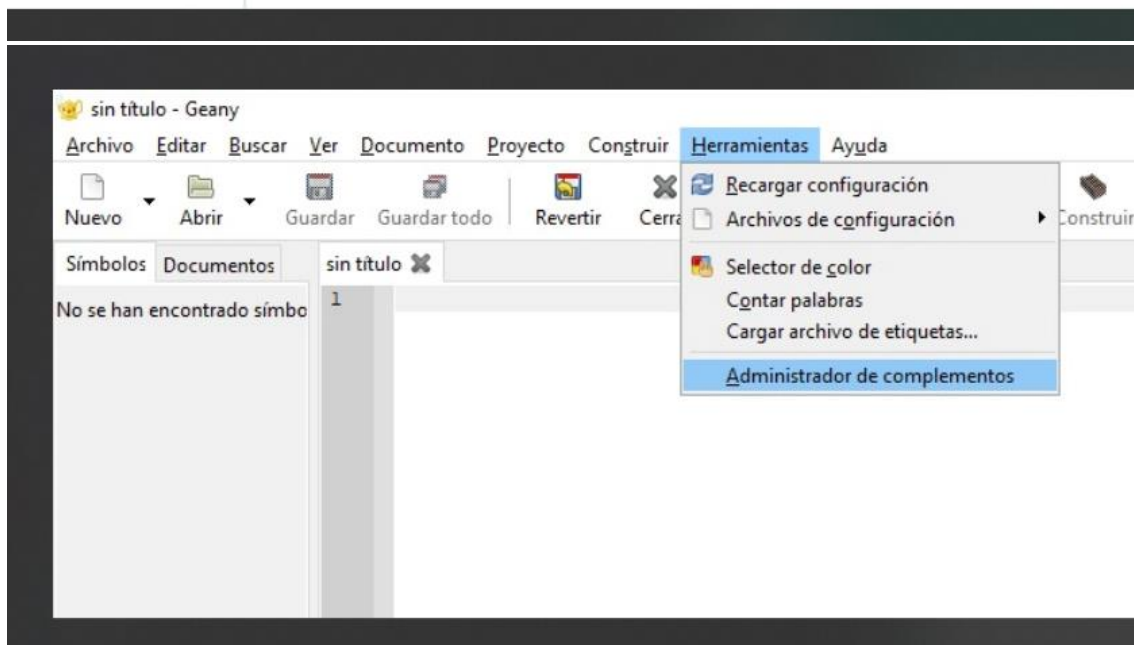 sin título - Geany
Archivo Editar Buscar Ver Documento Proyecto Construir Herramientas Ayuda
Nuevo Abrir Guardar Guardar todo Revertir Cerra Construir
Recargar configuración
Archivos de configuración
Selector de color
Contar palabras
Cargar archivo de etiquetas...
Administrador de complementos
Símbolos Documentos sin título
No se han encontrado símbo
1